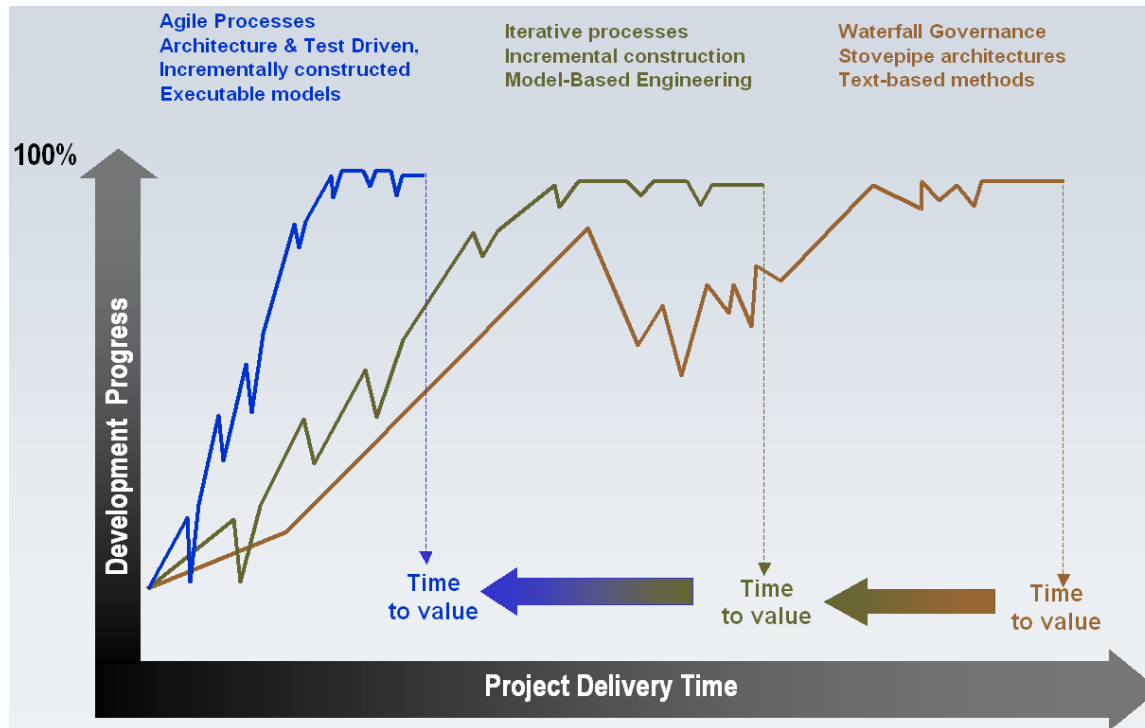 Agile Processes
Architecture & Test Driven,
Incrementally constructed
Executable models
Iterative processes
Incremental construction
Model-Based Engineering
Waterfall Governance
Stovepipe architectures
Text-based methods
100%
Development Progress
Time
to value
Time
to value
Time
to value
Project Delivery Time